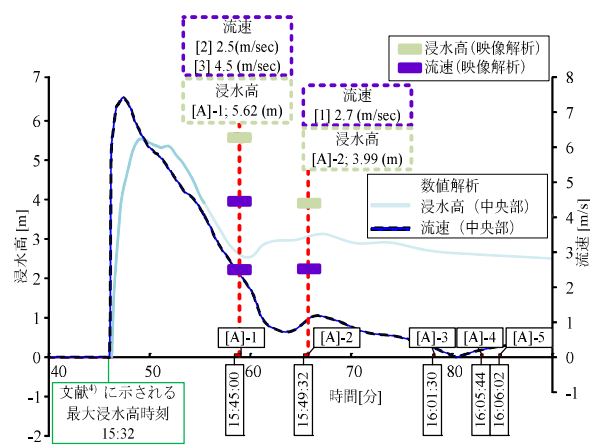 流速
[2] 2.5(m/sec)
[3] 4.5(m/sec)
浸水高
[A]-1; 5.62 (m)
流速
[1] 2.7(m/sec)
浸水高
[A]-2; 3.99 (m)
浸水高(映像解析)
流速(映像解析)
数値解析
浸水高（中央部）
流速（中央部）
浸水高 [m]
7
6
5
4
3
2
1
0
-1
-2
流速 [m/s]
8
7
6
5
4
3
2
1
0
-1
[A]-1
[A]-2
[A]-3
[A]-4
[A]-5
40
50
60
70
80
時間[分]
15:45:00
15:49:32
16:01:30
16:05:44
16:06:02
文献4) に示される
最大浸水高時刻
15:32